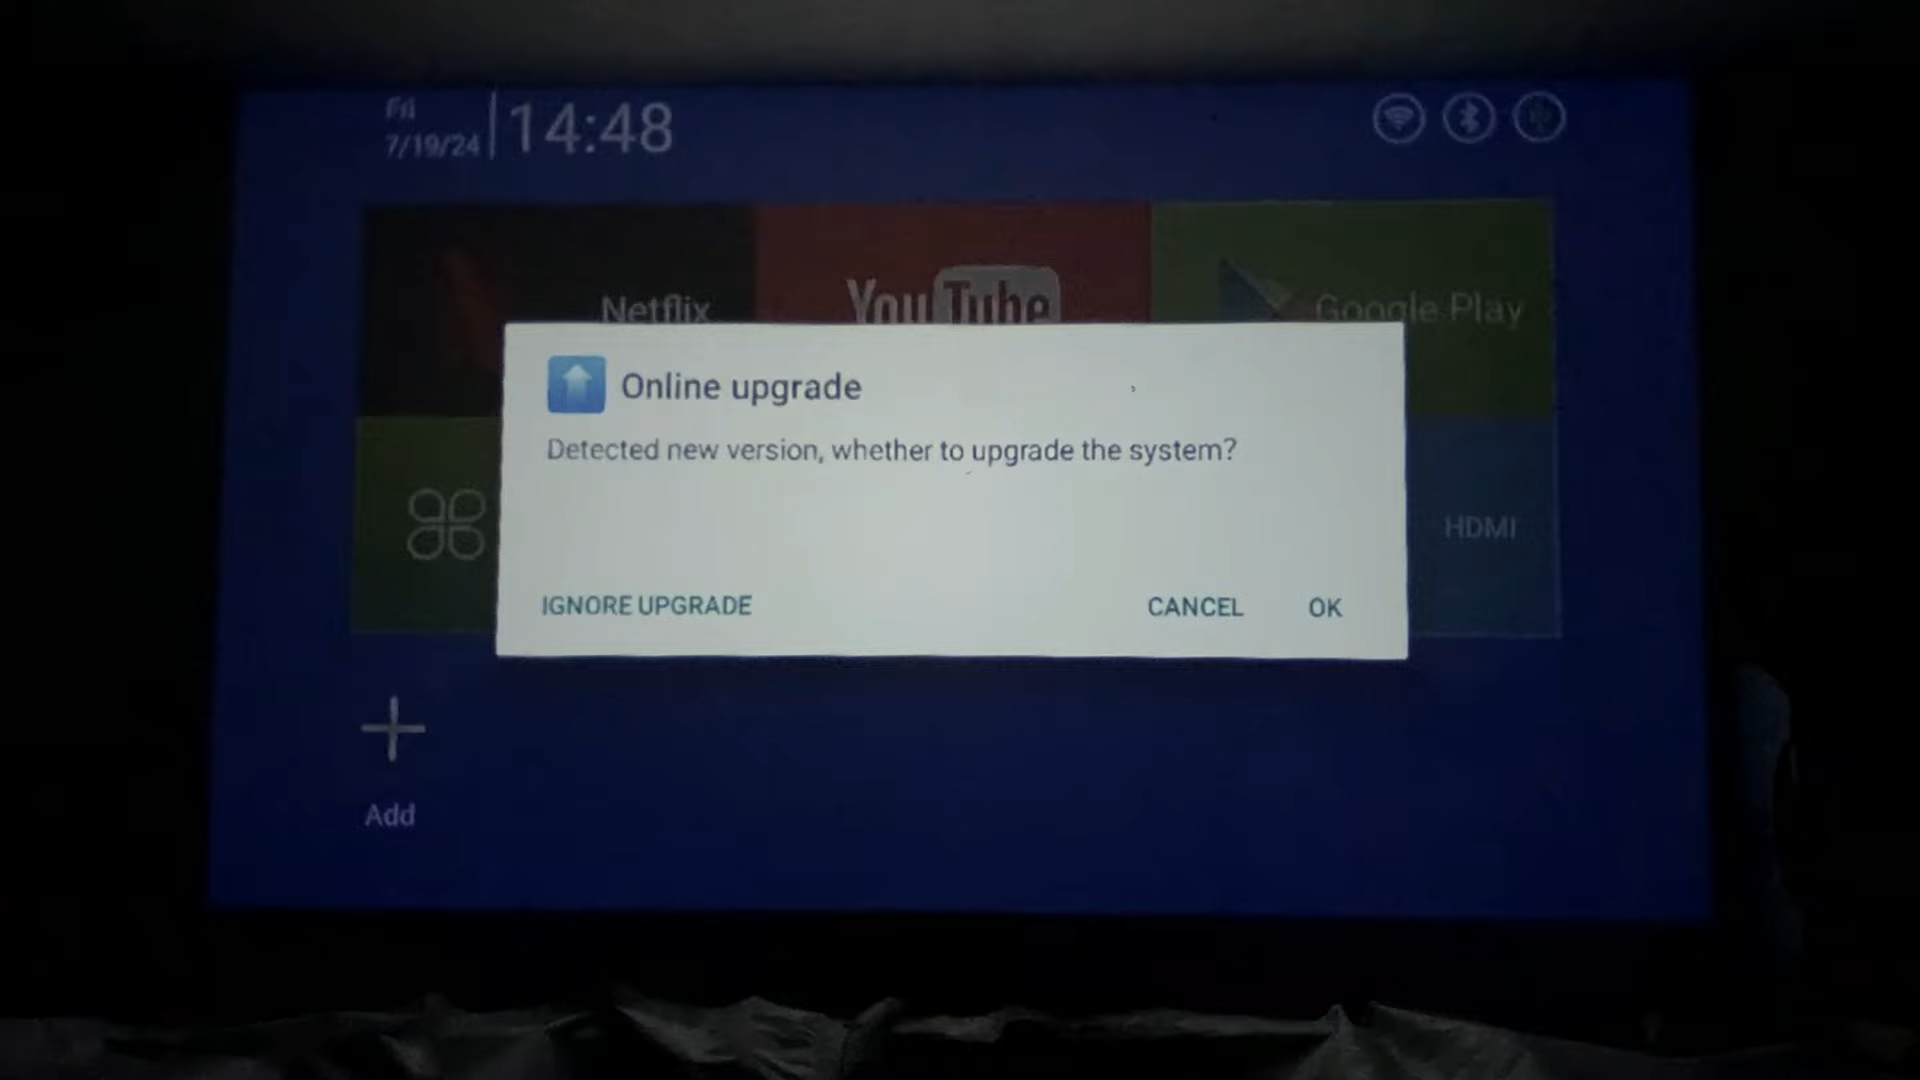 Fri
7/19/24
14:48
Netflix
YouTube
Google Play
Online upgrade
Detected new version, whether to upgrade the system?
HDMI
IGNORE UPGRADE
CANCEL
OK
Add